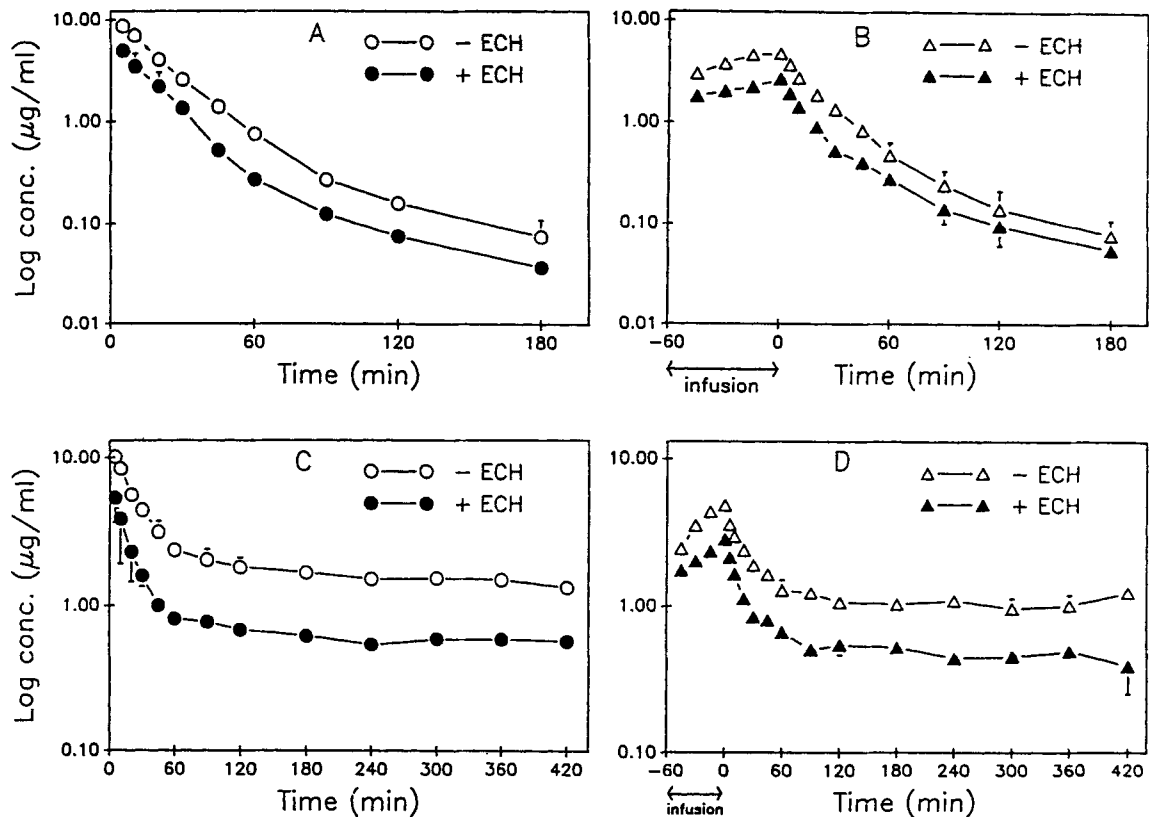 Log conc. (µg/ml)
10.00
1.00
0.10
0.01
A
− ECH
+ ECH
0
60
120
180
Time (min)
10.00
1.00
0.10
0.01
B
− ECH
+ ECH
-60
0
60
120
180
infusion
Time (min)
Log conc. (µg/ml)
10.00
1.00
0.10
C
− ECH
+ ECH
0
60
120
180
240
300
360
420
Time (min)
10.00
1.00
0.10
D
− ECH
+ ECH
-60
0
60
120
180
240
300
360
420
infusion
Time (min)